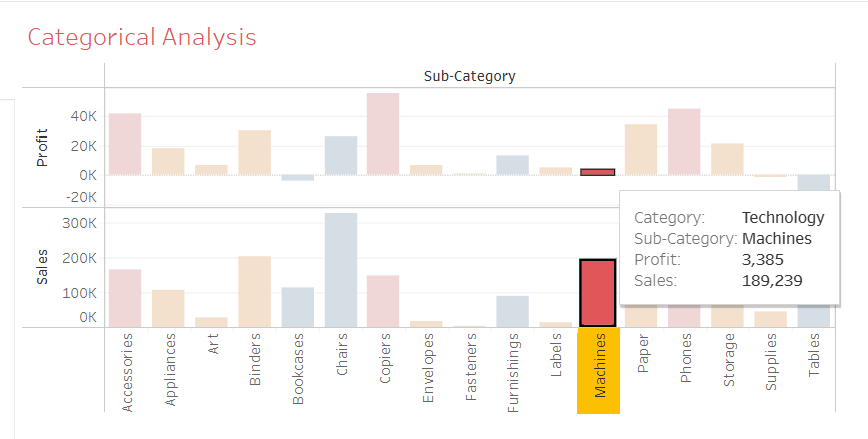 Categorical Analysis
Sub-Category
Profit
40K
20K
0K
-20K
Sales
300K
200K
100K
0K
Accessories
Appliances
Art
Binders
Bookcases
Chairs
Copiers
Envelopes
Fasteners
Furnishings
Labels
Machines
Paper
Phones
Storage
Supplies
Tables
Category: Technology
Sub-Category: Machines
Profit: 3,385
Sales: 189,239